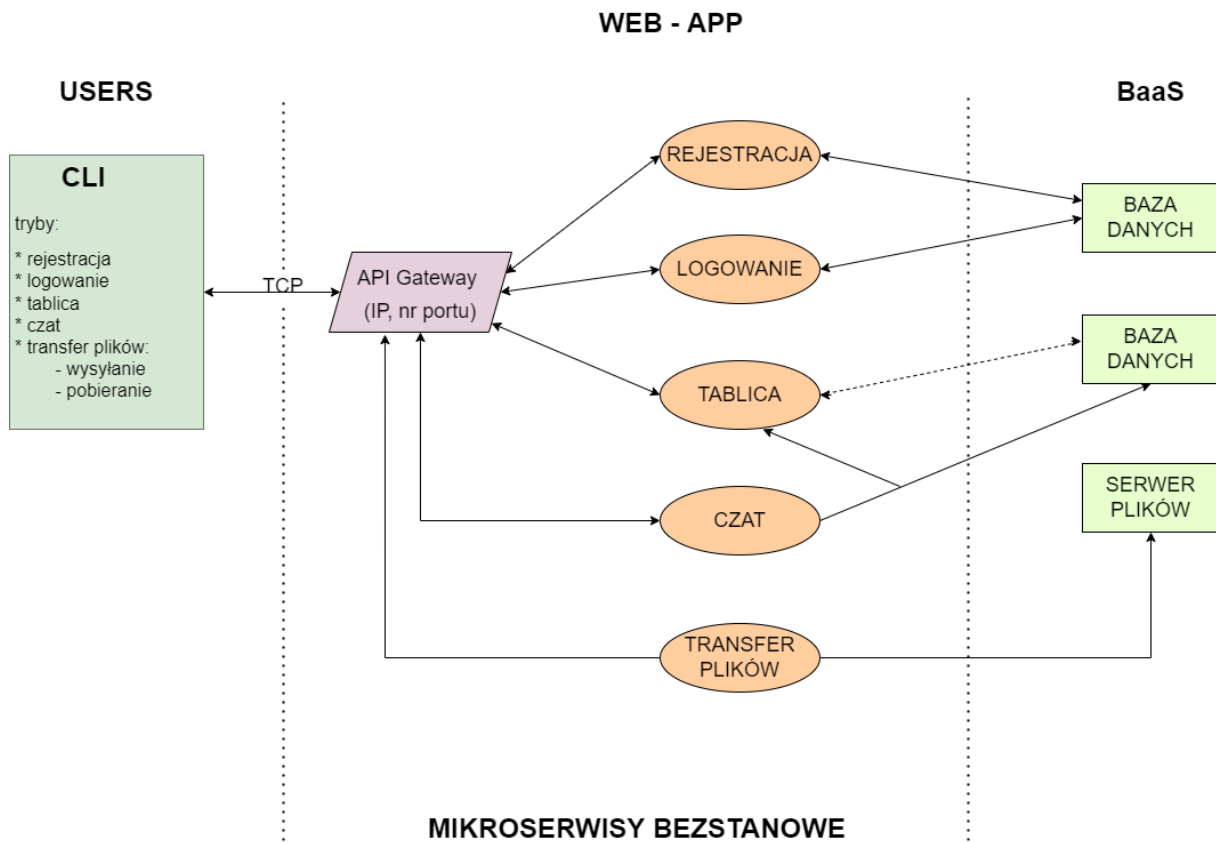 WEB - APP
USERS
BaaS
CLI
tryby:
* rejestracja
* logowanie
* tablica
* czat
* transfer plików:
- wysyłanie
- pobieranie
TCP
API Gateway
(IP, nr portu)
REJESTRACJA
LOGOWANIE
TABLICA
CZAT
TRANSFER
PLIKÓW
BAZA
DANYCH
BAZA
DANYCH
SERWER
PLIKÓW
MIKROSERWISY BEZSTANOWE